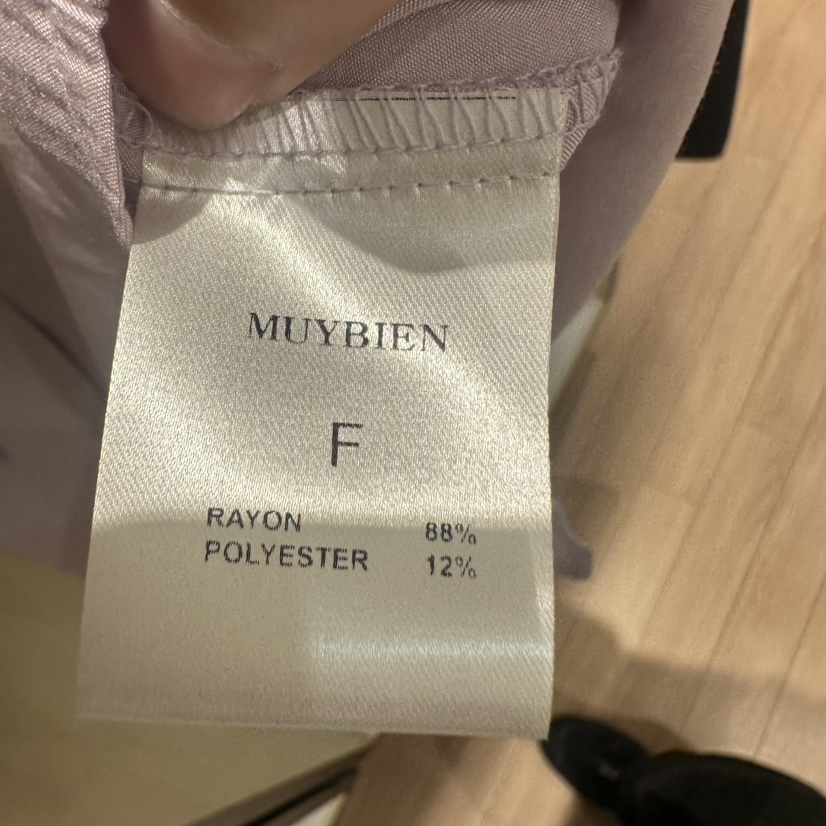 MUYBIEN
F
RAYON 88%
POLYESTER 12%